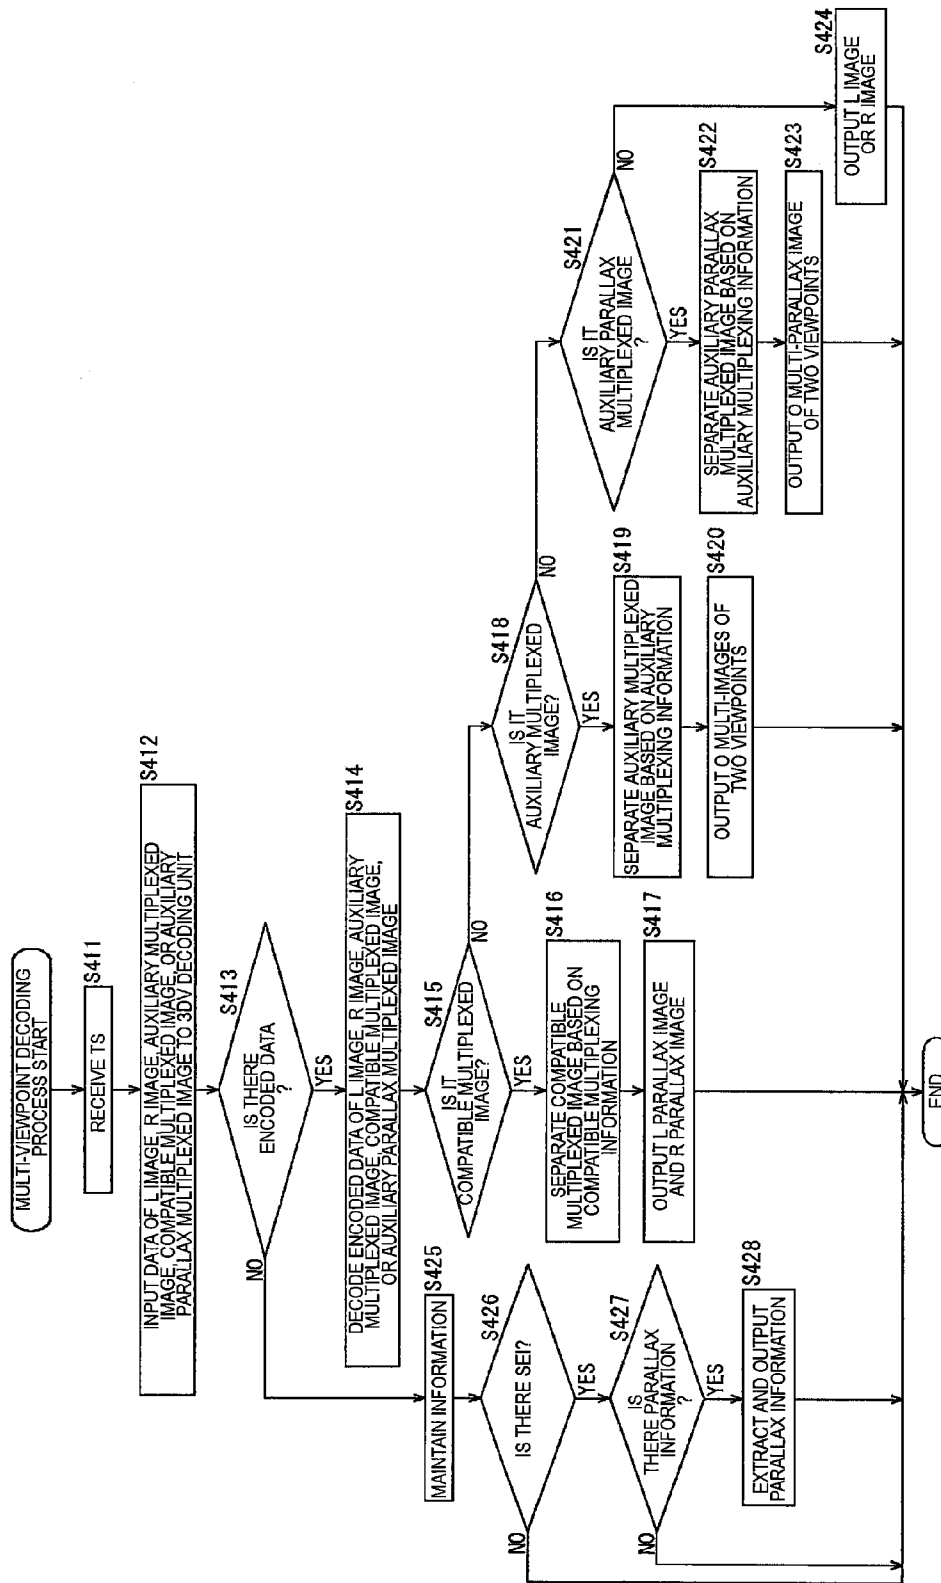 MULTI-VIEWPOINT DECODING
PROCESS START
S411
RECEIVE TS
S412
INPUT DATA OF L IMAGE, R IMAGE, AUXILIARY MULTIPLEXED
IMAGE, COMPATIBLE MULTIPLEXED IMAGE, OR AUXILIARY
PARALLAX MULTIPLEXED IMAGE TO 3DV DECODING UNIT
S413
IS THERE
ENCODED DATA
?
NO
YES
S414
DECODE ENCODED DATA OF L IMAGE, R IMAGE, AUXILIARY
MULTIPLEXED IMAGE, COMPATIBLE MULTIPLEXED IMAGE,
OR AUXILIARY PARALLAX MULTIPLEXED IMAGE
S415
IS IT
COMPATIBLE MULTIPLEXED
IMAGE?
NO
YES
S416
SEPARATE COMPATIBLE
MULTIPLEXED IMAGE BASED ON
COMPATIBLE MULTIPLEXING
INFORMATION
S417
OUTPUT L PARALLAX IMAGE
AND R PARALLAX IMAGE
S418
IS IT
AUXILIARY MULTIPLEXED
IMAGE?
NO
YES
S419
SEPARATE AUXILIARY MULTIPLEXED
IMAGE BASED ON AUXILIARY
MULTIPLEXING INFORMATION
S420
OUTPUT O MULTI-IMAGES OF
TWO VIEWPOINTS
S421
IS IT
AUXILIARY PARALLAX
MULTIPLEXED IMAGE
?
NO
YES
S422
SEPARATE AUXILIARY PARALLAX
MULTIPLEXED IMAGE BASED ON
AUXILIARY MULTIPLEXING INFORMATION
S423
OUTPUT O MULTI-PARALLAX IMAGE
OF TWO VIEWPOINTS
S424
OUTPUT L IMAGE
OR R IMAGE
S425
MAINTAIN INFORMATION
S426
IS THERE SEI?
NO
YES
S427
IS
THERE PARALLAX
INFORMATION
?
NO
YES
S428
EXTRACT AND OUTPUT
PARALLAX INFORMATION
END